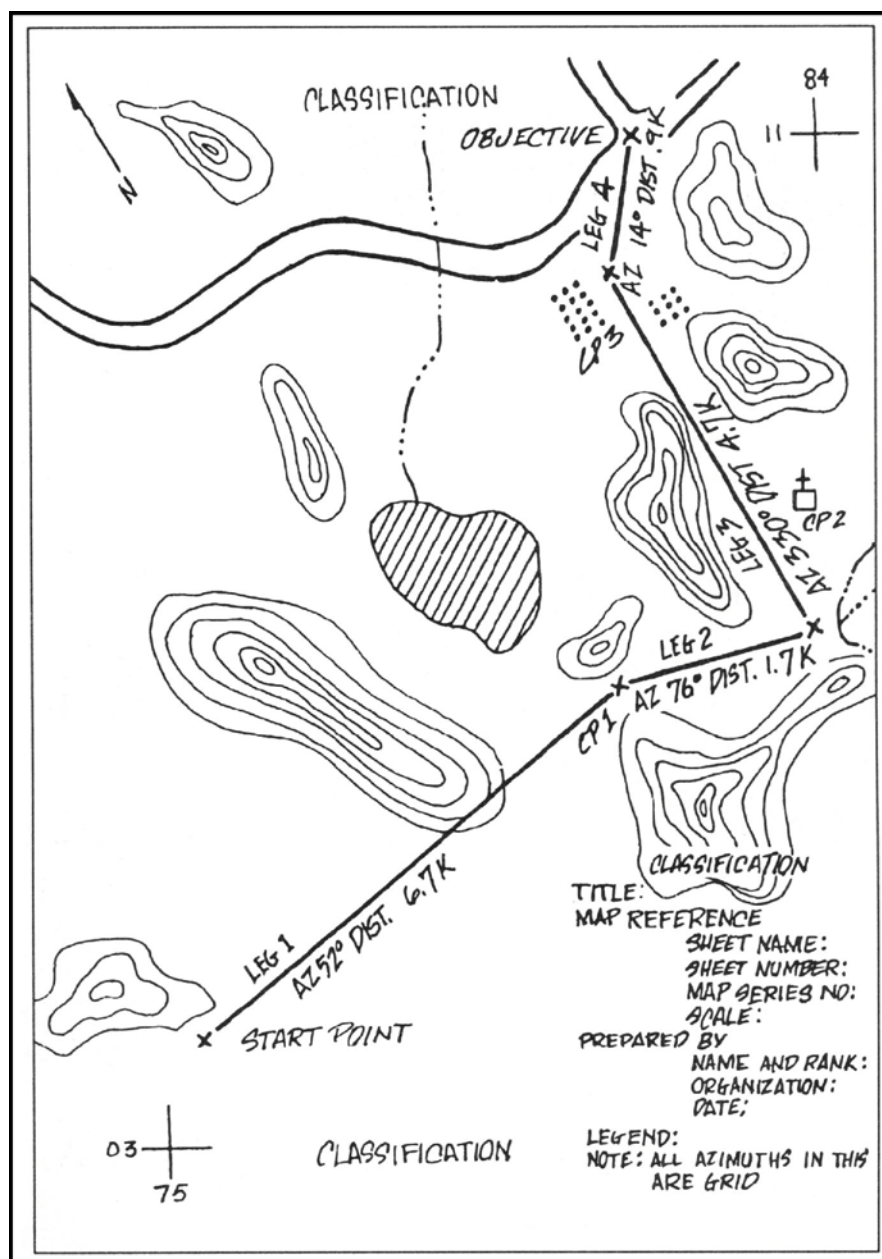 CLASSIFICATION
84
OBJECTIVE
11
N
LEG 4
AZ 14° DIST. .9K
CP3
LEG 3
AZ 330° DIST 4.7K
CP2
LEG 2
AZ 76° DIST. 1.7K
CP1
LEG 1
AZ 52° DIST. 6.7K
START POINT
CLASSIFICATION
TITLE:
MAP REFERENCE
SHEET NAME:
SHEET NUMBER:
MAP SERIES NO:
SCALE:
PREPARED BY
NAME AND RANK:
ORGANIZATION:
DATE;
LEGEND:
NOTE: ALL AZIMUTHS IN THIS
ARE GRID
03
75
CLASSIFICATION